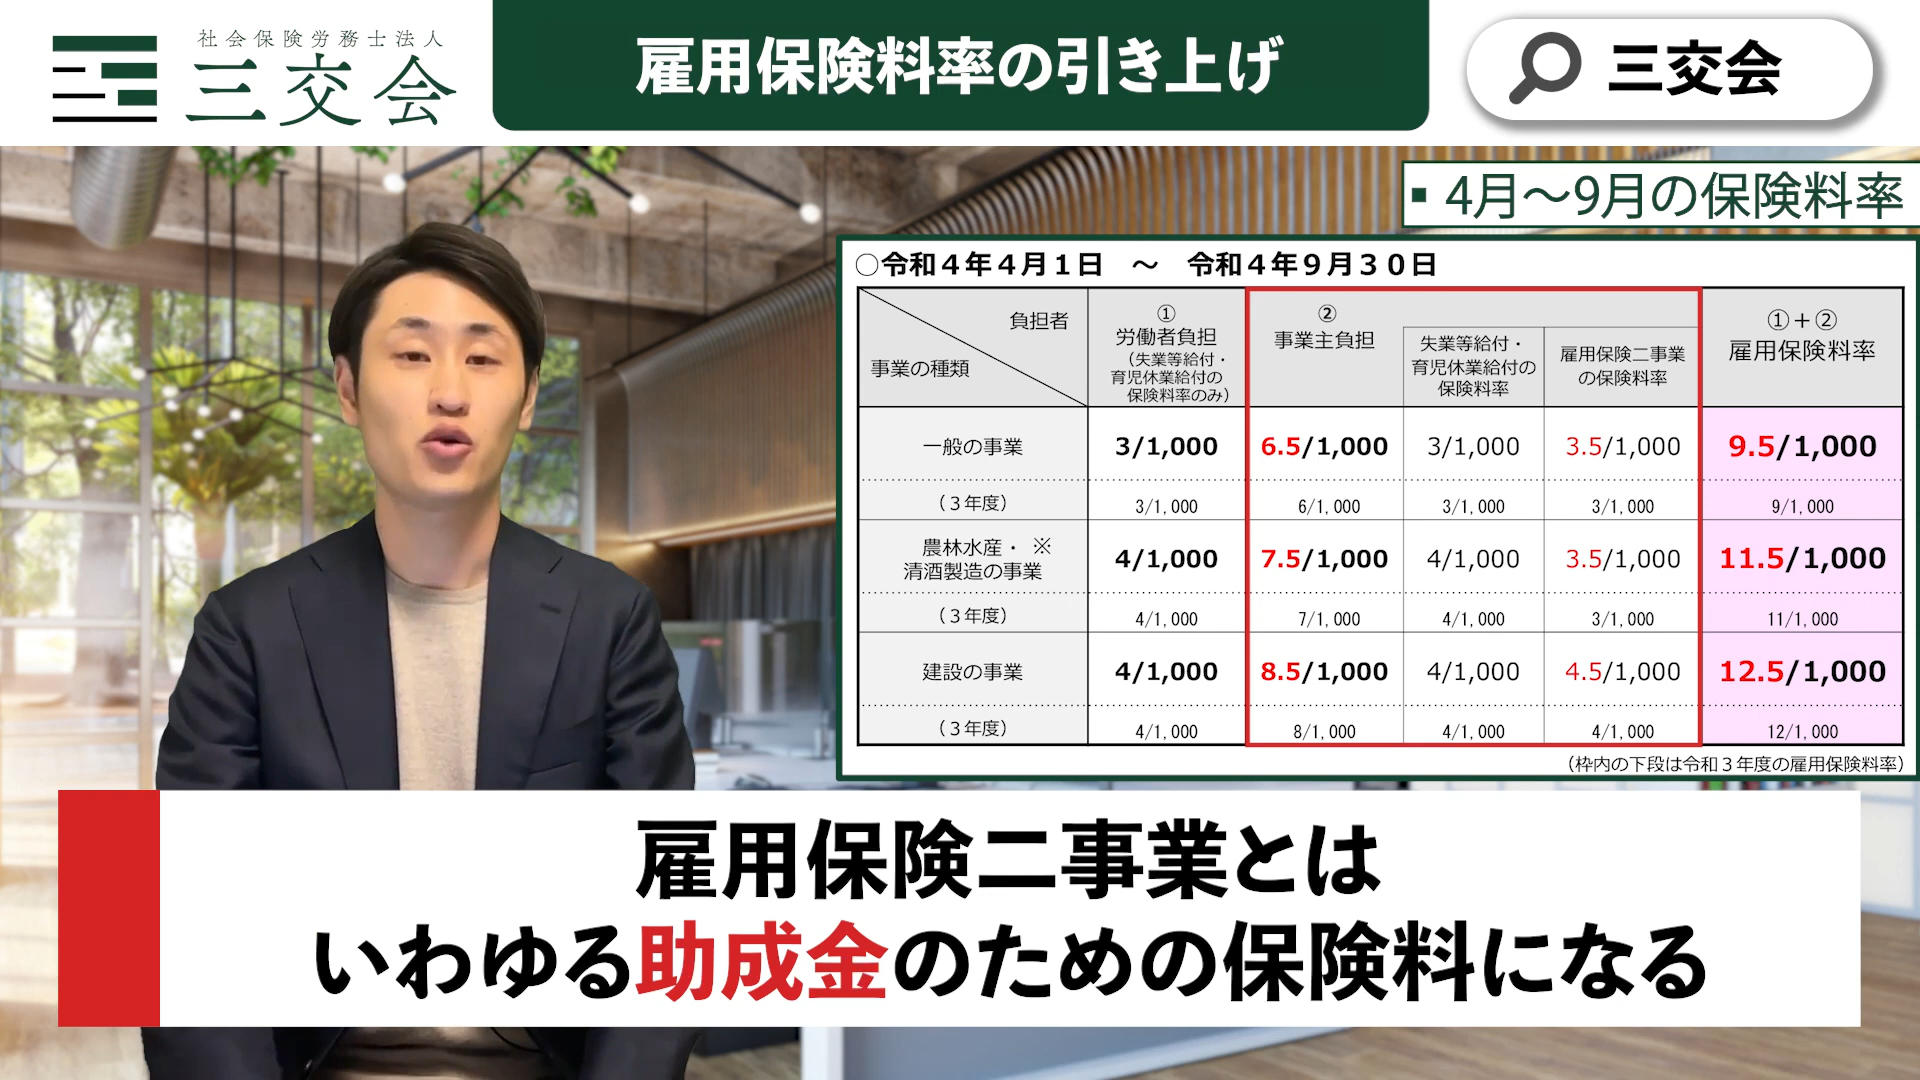 社会保険労務士法人
三交会
雇用保険料率の引き上げ
三交会
▪ 4月～9月の保険料率
○令和４年４月１日　～　令和４年９月３０日
負担者
事業の種類
①
労働者負担
（失業等給付・
育児休業給付の
保険料率のみ）
②
事業主負担
失業等給付・
育児休業給付の
保険料率
雇用保険二事業
の保険料率
①＋②
雇用保険料率
一般の事業 3/1,000 6.5/1,000 3/1,000 3.5/1,000 9.5/1,000
（３年度） 3/1,000 6/1,000 3/1,000 3/1,000 9/1,000
農林水産・ ※
清酒製造の事業 4/1,000 7.5/1,000 4/1,000 3.5/1,000 11.5/1,000
（３年度） 4/1,000 7/1,000 4/1,000 3/1,000 11/1,000
建設の事業 4/1,000 8.5/1,000 4/1,000 4.5/1,000 12.5/1,000
（３年度） 4/1,000 8/1,000 4/1,000 4/1,000 12/1,000
（枠内の下段は令和３年度の雇用保険料率）
雇用保険二事業とは
いわゆる助成金のための保険料になる